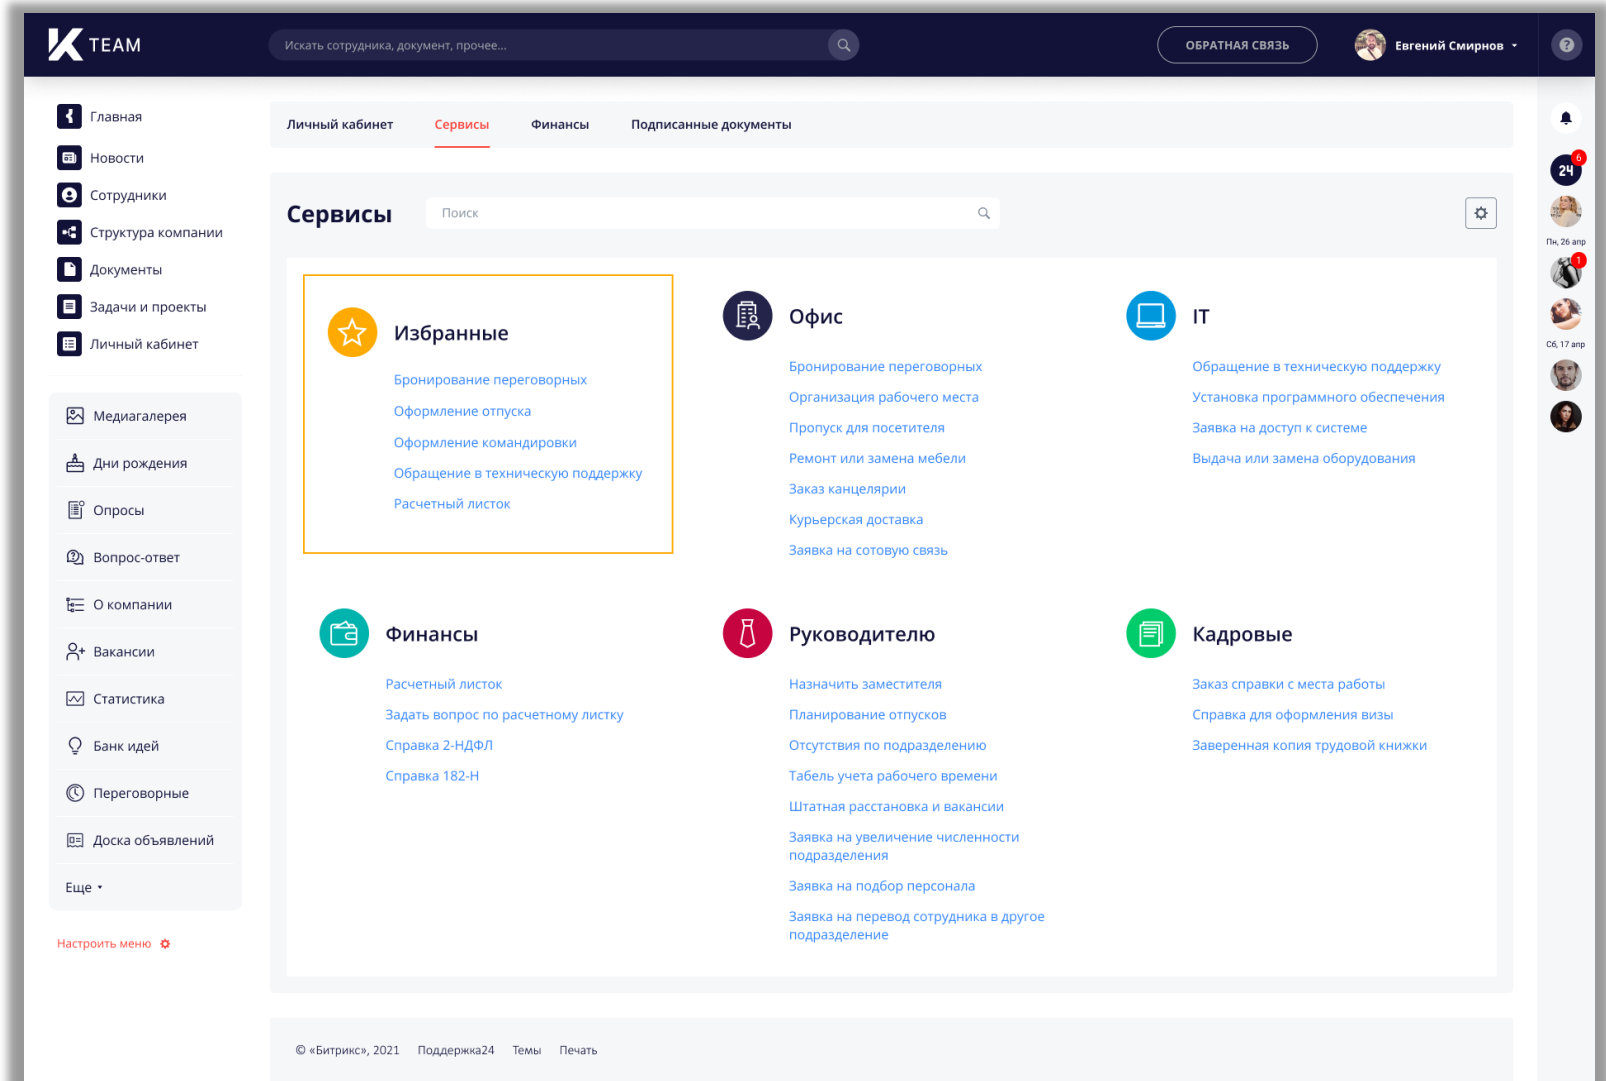 TEAM
Искать сотрудника, документ, прочее...
ОБРАТНАЯ СВЯЗЬ
Евгений Смирнов
?
Главная
Новости
Сотрудники
Структура компании
Документы
Задачи и проекты
Личный кабинет
Медиагалерея
Дни рождения
Опросы
Вопрос-ответ
О компании
Вакансии
Статистика
Банк идей
Переговорные
Доска объявлений
Еще
Настроить меню
Личный кабинет
Сервисы
Финансы
Подписанные документы
Сервисы
Поиск
Избранные
Бронирование переговорных
Оформление отпуска
Оформление командировки
Обращение в техническую поддержку
Расчетный листок
Офис
Бронирование переговорных
Организация рабочего места
Пропуск для посетителя
Ремонт или замена мебели
Заказ канцелярии
Курьерская доставка
Заявка на сотовую связь
IT
Обращение в техническую поддержку
Установка программного обеспечения
Заявка на доступ к системе
Выдача или замена оборудования
Финансы
Расчетный листок
Задать вопрос по расчетному листку
Справка 2-НДФЛ
Справка 182-Н
Руководителю
Назначить заместителя
Планирование отпусков
Отсутствия по подразделению
Табель учета рабочего времени
Штатная расстановка и вакансии
Заявка на увеличение численности
подразделения
Заявка на подбор персонала
Заявка на перевод сотрудника в другое
подразделение
Кадровые
Заказ справки с места работы
Справка для оформления визы
Заверенная копия трудовой книжки
24
6
Пн, 26 апр
1
Сб, 17 апр
© «Битрикс», 2021
Поддержка24
Темы
Печать